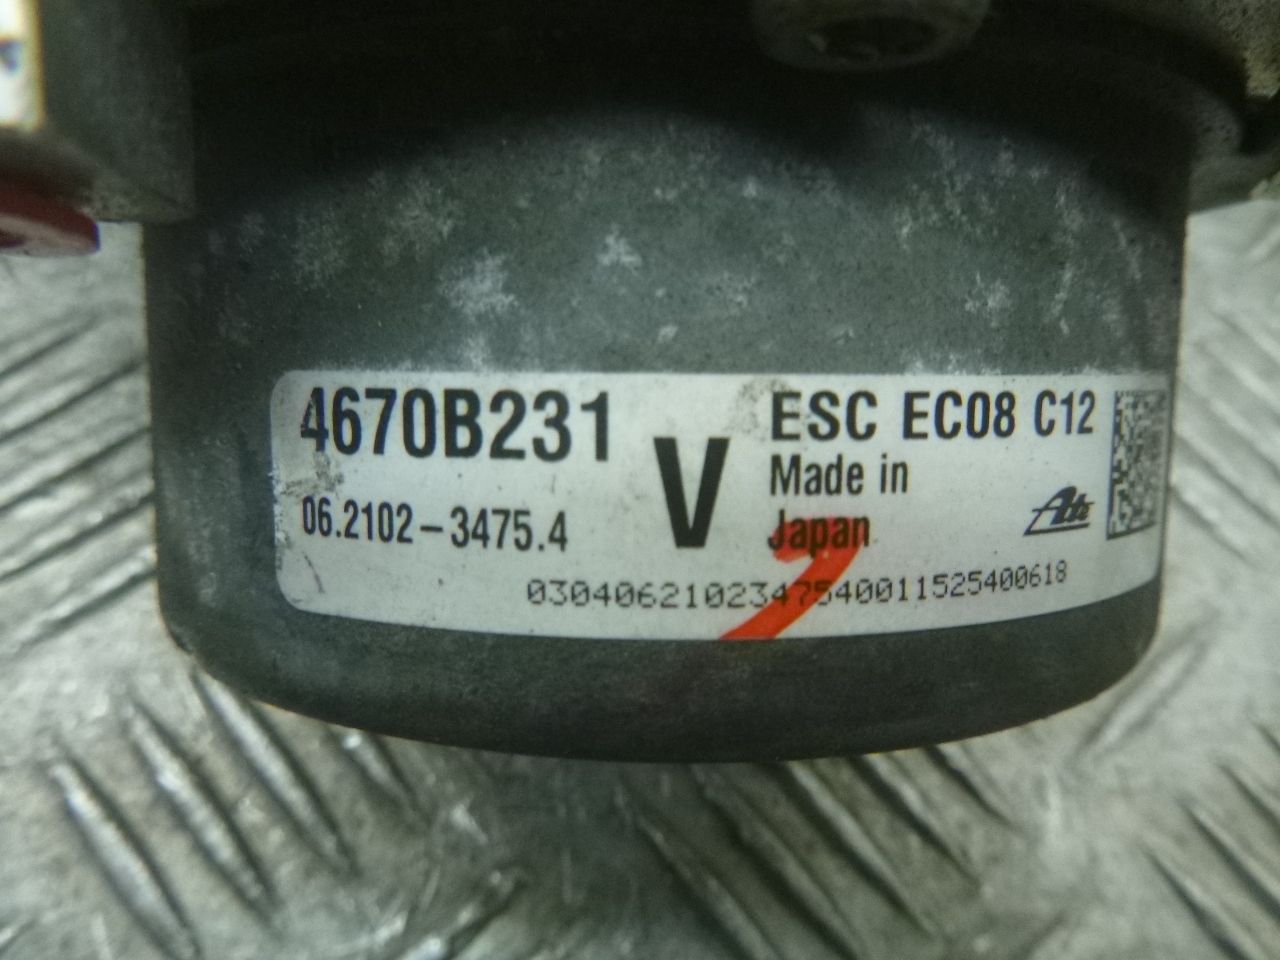 4670B231
06.2102-3475.4
V
ESC EC08 C12
Made in
Japan
Ate
0304062102347540011525400618